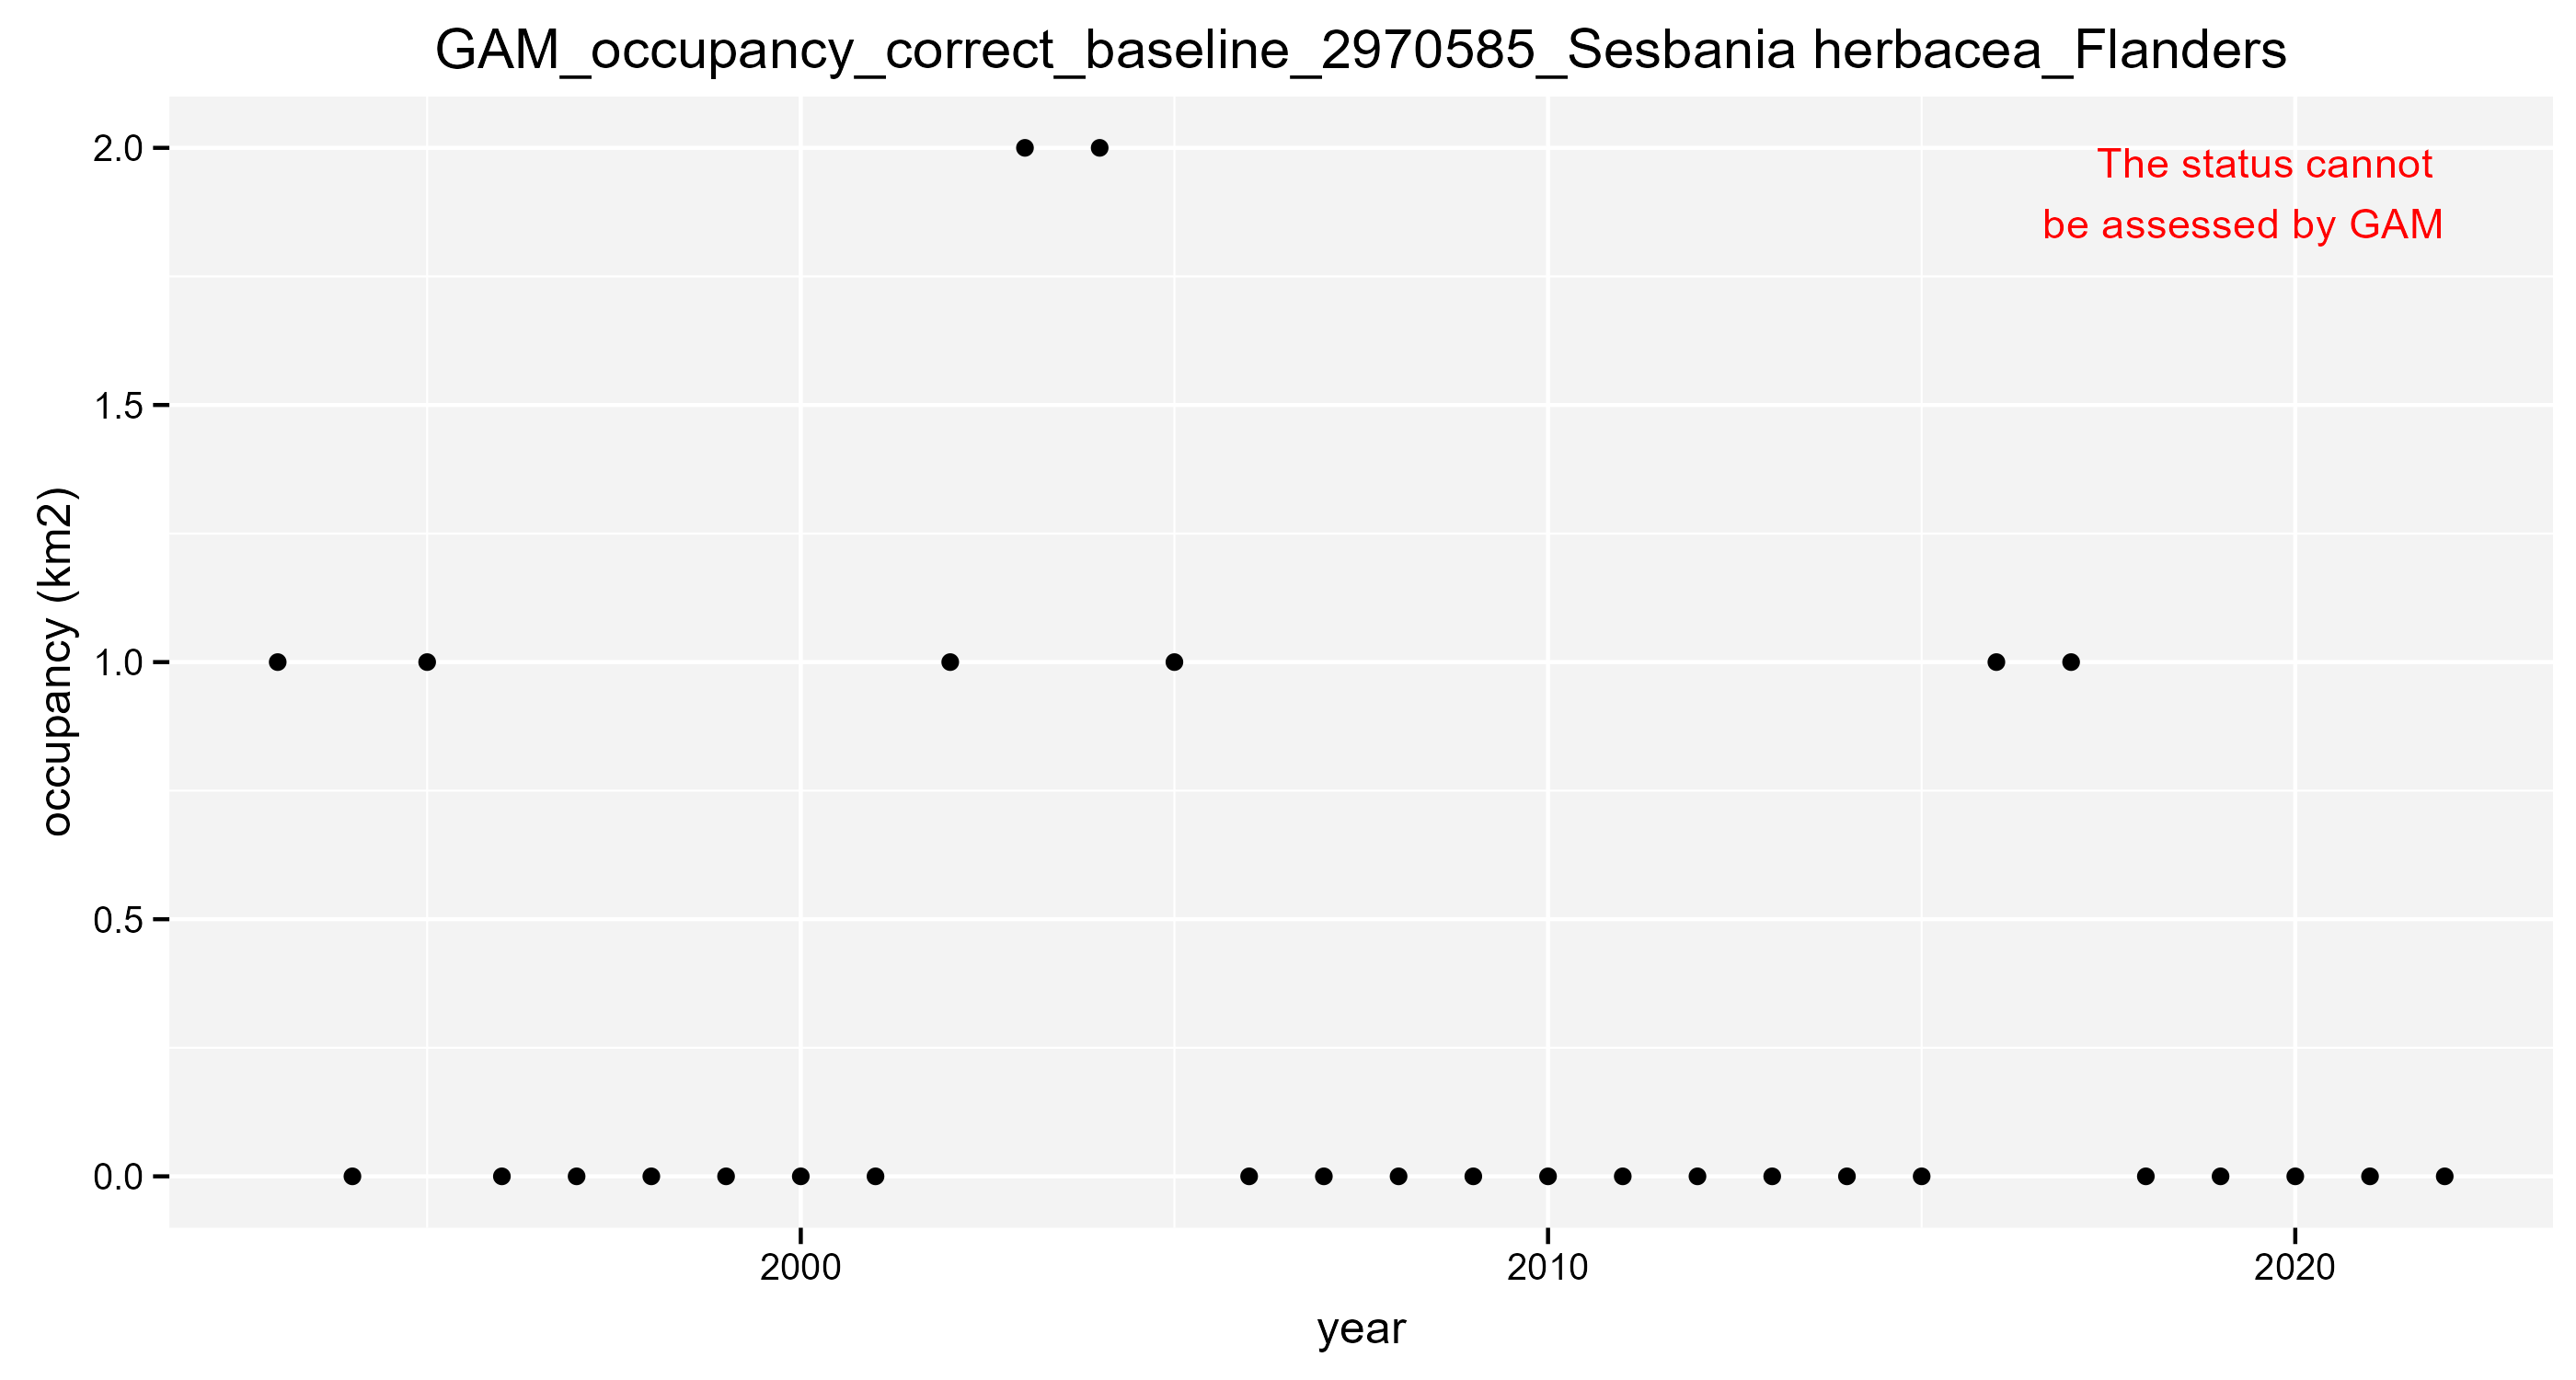 GAM_occupancy_correct_baseline_2970585_Sesbania herbacea_Flanders
The status cannot
be assessed by GAM
occupancy (km2)
2.0
1.5
1.0
0.5
0.0
2000
2010
2020
year